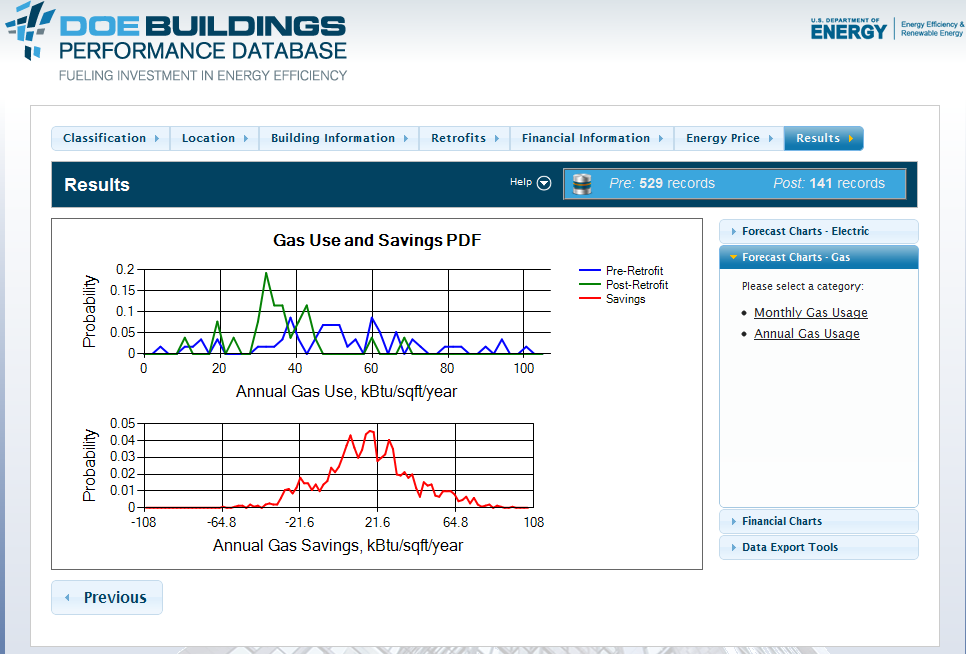 DOE BUILDINGS
PERFORMANCE DATABASE
FUELING INVESTMENT IN ENERGY EFFICIENCY
U.S. DEPARTMENT OF
ENERGY
Energy Efficiency &
Renewable Energy
Classification
Location
Building Information
Retrofits
Financial Information
Energy Price
Results
Results
Help
Pre: 529 records
Post: 141 records
Gas Use and Savings PDF
Probability
0.2
0.15
0.1
0.05
0
0 20 40 60 80 100
Annual Gas Use, kBtu/sqft/year
Pre-Retrofit
Post-Retrofit
Savings
Probability
0.05
0.04
0.03
0.02
0.01
0
-108 -64.8 -21.6 21.6 64.8 108
Annual Gas Savings, kBtu/sqft/year
Forecast Charts - Electric
Forecast Charts - Gas
Please select a category:
Monthly Gas Usage
Annual Gas Usage
Financial Charts
Data Export Tools
Previous